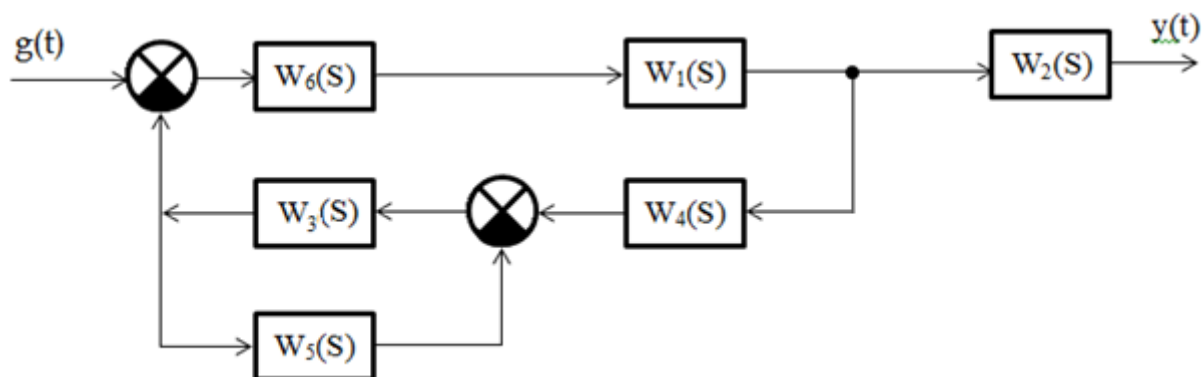 g(t)
W₆(S)
W₁(S)
W₂(S)
y(t)
W₃(S)
W₄(S)
W₅(S)